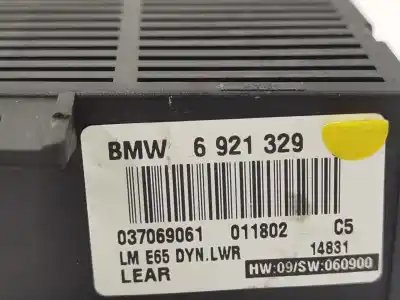 BMW 6 921 329
037069061 011802 C5
LM E65 DYN.LWR 14831
LEAR HW:09/SW:060900